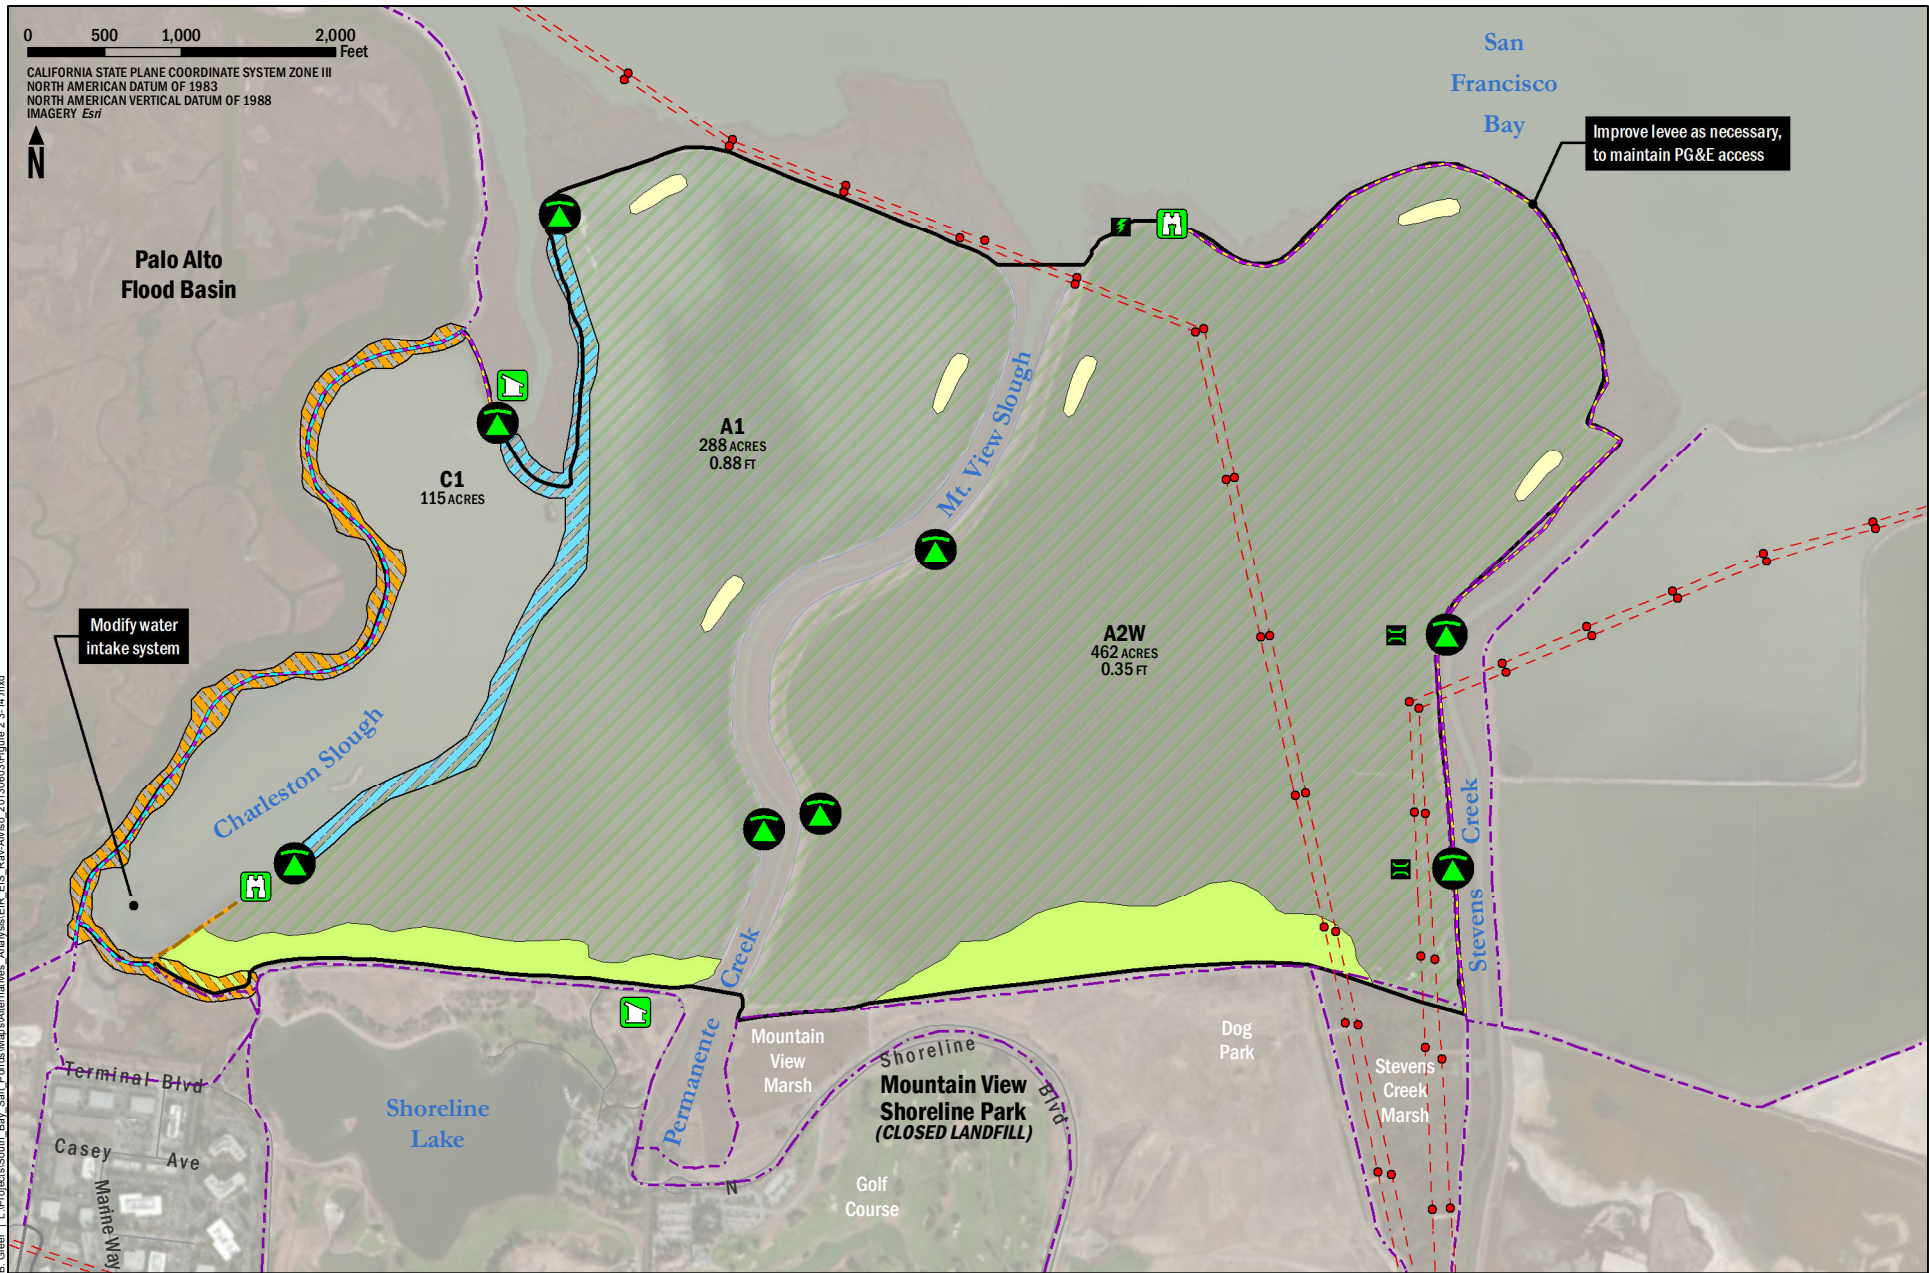 0 500 1,000 2,000
Feet
CALIFORNIA STATE PLANE COORDINATE SYSTEM ZONE III
NORTH AMERICAN DATUM OF 1983
NORTH AMERICAN VERTICAL DATUM OF 1988
IMAGERY Esri
N
San
Francisco
Bay
Improve levee as necessary,
to maintain PG&E access
Palo Alto
Flood Basin
A1
288 ACRES
0.88 FT
Mt. View Slough
C1
115 ACRES
Modify water
intake system
A2W
462 ACRES
0.35 FT
Charleston Slough
Stevens Creek
Permanente Creek
Mountain
View
Marsh
Dog
Park
Shoreline Blvd
N
Mountain View
Shoreline Park
(CLOSED LANDFILL)
Stevens
Creek
Marsh
Terminal Blvd
Shoreline
Lake
Casey Ave
Marine Way
Golf
Course